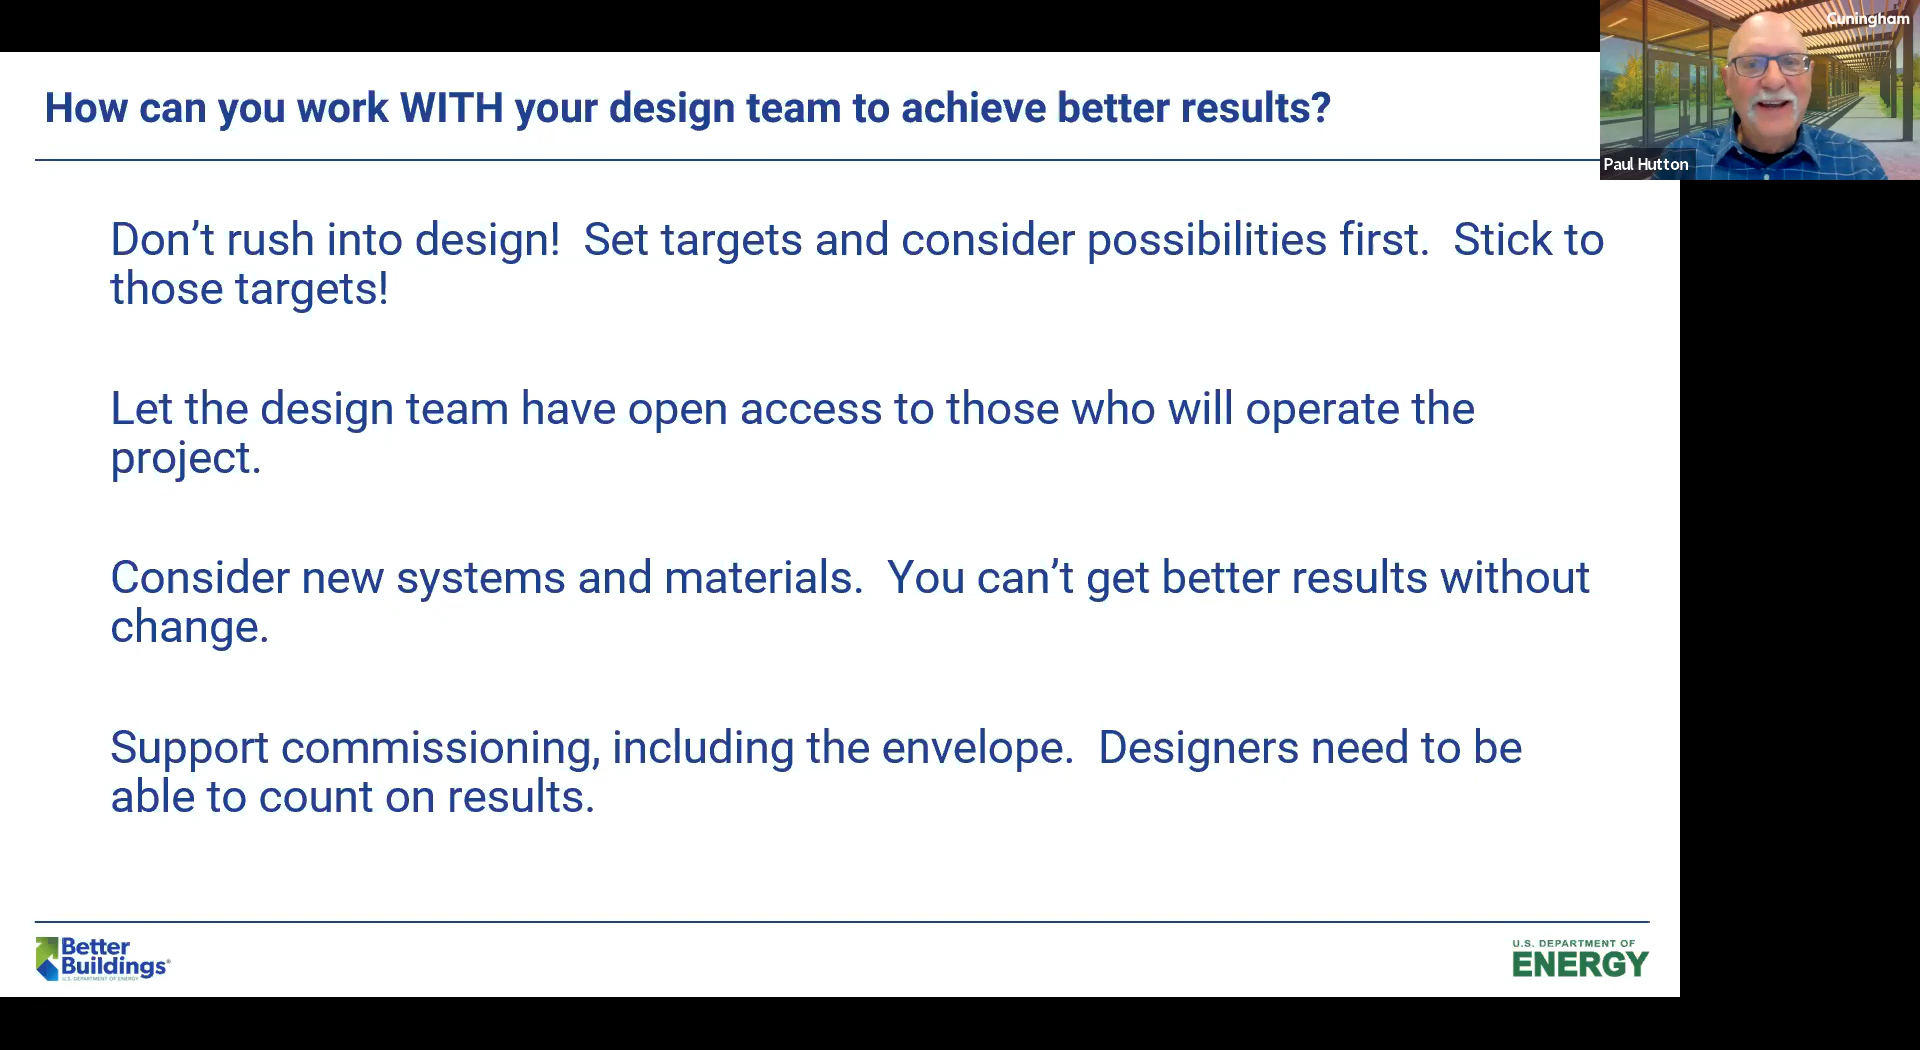 Cuningham
How can you work WITH your design team to achieve better results?
Paul Hutton
Don’t rush into design!  Set targets and consider possibilities first.  Stick to
those targets!
Let the design team have open access to those who will operate the
project.
Consider new systems and materials.  You can’t get better results without
change.
Support commissioning, including the envelope.  Designers need to be
able to count on results.
Better
Buildings®
U.S. DEPARTMENT OF ENERGY
U.S. DEPARTMENT OF
ENERGY